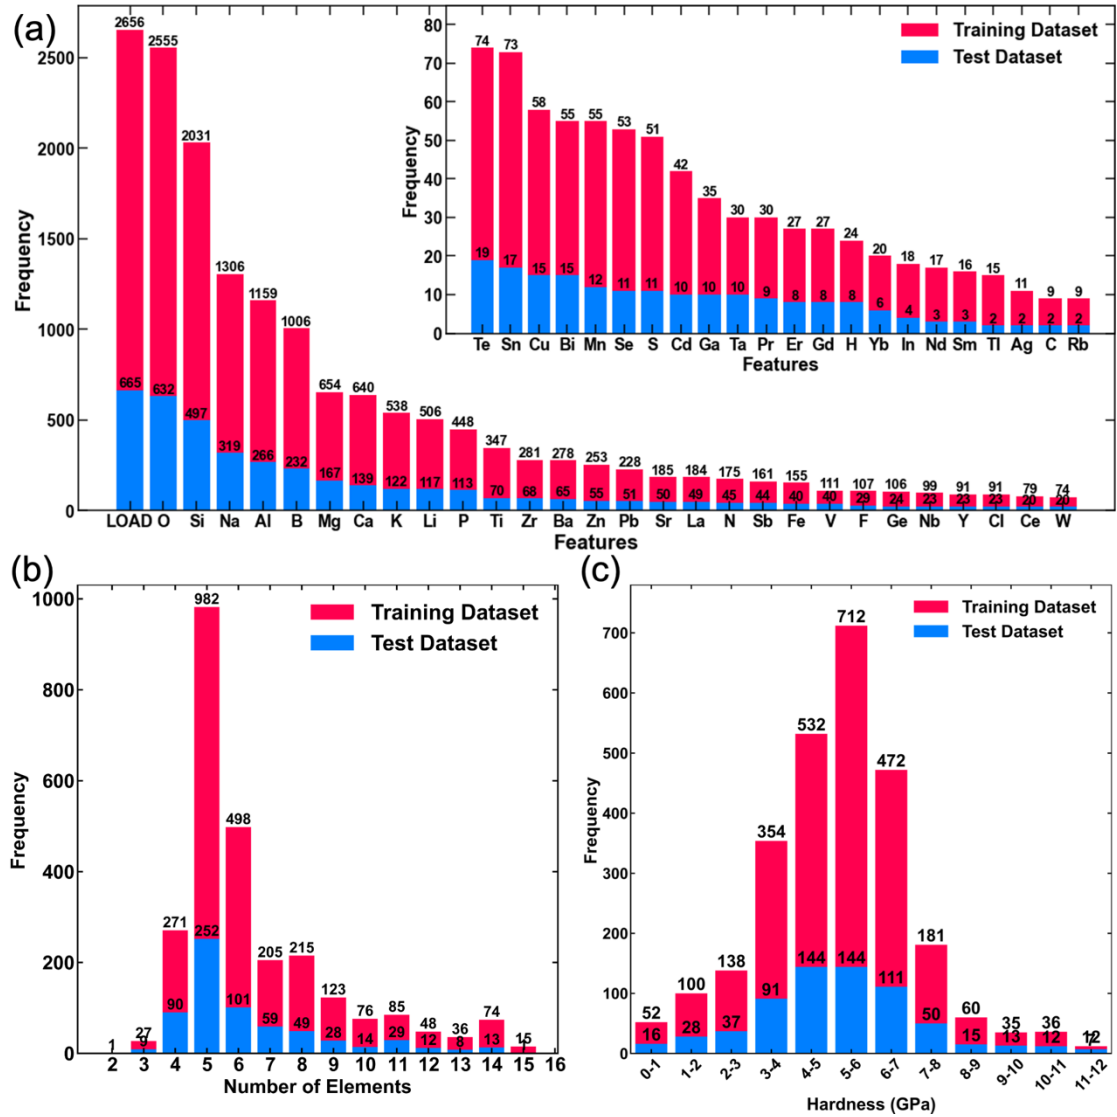 (a)
2656 2555 2031 1306 1159 1006 654 640 538 506 448 347 281 278 253 228 185 184 175 161 155 111 107 106 99 91 91 79 74
665 632 497 319 266 232 167 139 122 117 113 70 68 65 55 51 50 49 45 44 40 40 29 24 23 23 23 20 20
Frequency
0 500 1000 1500 2000 2500
LOAD O Si Na Al B Mg Ca K Li P Ti Zr Ba Zn Pb Sr La N Sb Fe V F Ge Nb Y Cl Ce W
Features
Training Dataset
Test Dataset
74 73 58 55 55 53 51 42 35 30 30 27 27 24 20 18 17 16 15 11 9 9
19 17 15 15 12 11 11 10 10 10 9 8 8 8 6 4 3 3 2 2 2 2
Frequency
0 10 20 30 40 50 60 70 80
Te Sn Cu Bi Mn Se S Cd Ga Ta Pr Er Gd H Yb In Nd Sm Tl Ag C Rb
Features
(b)
Training Dataset
Test Dataset
1 27 271 982 498 205 215 123 76 85 48 36 74 15
9 90 252 101 59 49 28 14 29 12 8 13
Frequency
0 200 400 600 800 1000
2 3 4 5 6 7 8 9 10 11 12 13 14 15 16
Number of Elements
(c)
Training Dataset
Test Dataset
52 100 138 354 532 712 472 181 60 35 36 12
16 28 37 91 144 144 111 50 15 13 12
Frequency
0 100 200 300 400 500 600 700
0-1 1-2 2-3 3-4 4-5 5-6 6-7 7-8 8-9 9-10 10-11 11-12
Hardness (GPa)